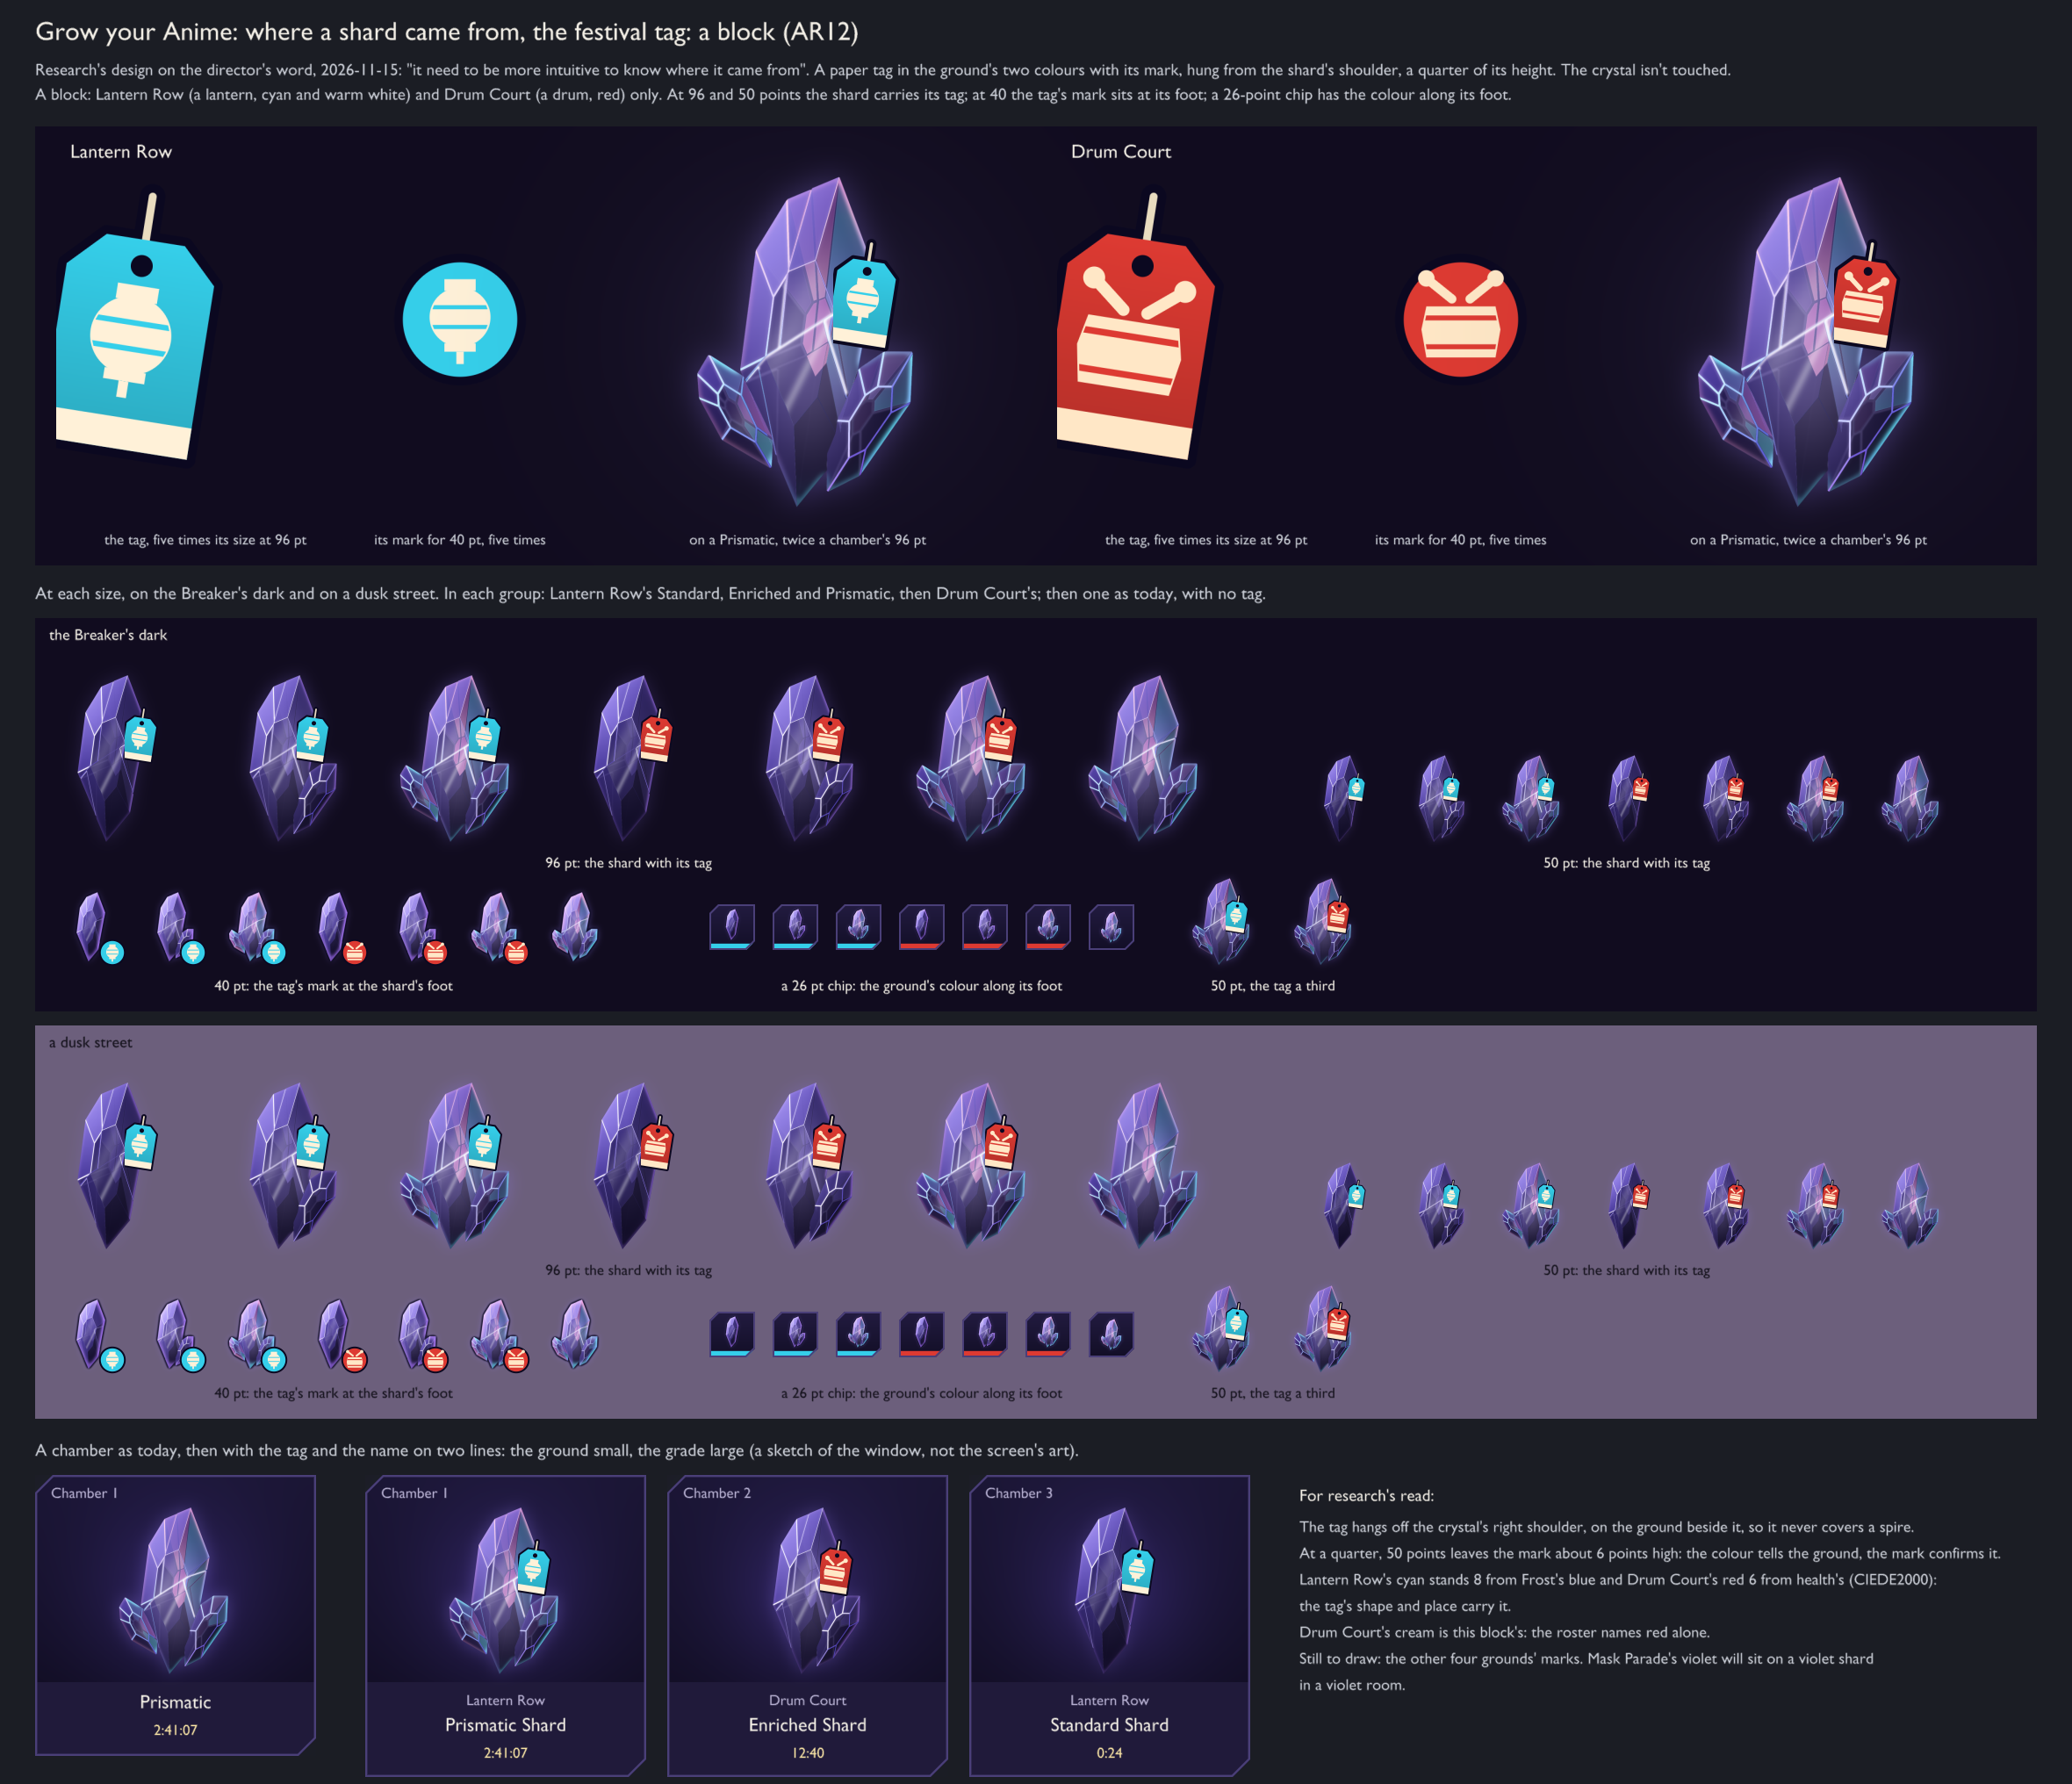 Grow your Anime: where a shard came from, the festival tag: a block (AR12)
Research's design on the director's word, 2026-11-15: "it need to be more intuitive to know where it came from". A paper tag in the ground's two colours with its mark, hung from the shard's shoulder, a quarter of its height. The crystal isn't touched.
A block: Lantern Row (a lantern, cyan and warm white) and Drum Court (a drum, red) only. At 96 and 50 points the shard carries its tag; at 40 the tag's mark sits at its foot; a 26-point chip has the colour along its foot.
Lantern Row
Drum Court
the tag, five times its size at 96 pt
its mark for 40 pt, five times
on a Prismatic, twice a chamber's 96 pt
the tag, five times its size at 96 pt
its mark for 40 pt, five times
on a Prismatic, twice a chamber's 96 pt
At each size, on the Breaker's dark and on a dusk street. In each group: Lantern Row's Standard, Enriched and Prismatic, then Drum Court's; then one as today, with no tag.
the Breaker's dark
96 pt: the shard with its tag
50 pt: the shard with its tag
40 pt: the tag's mark at the shard's foot
a 26 pt chip: the ground's colour along its foot
50 pt, the tag a third
a dusk street
96 pt: the shard with its tag
50 pt: the shard with its tag
40 pt: the tag's mark at the shard's foot
a 26 pt chip: the ground's colour along its foot
50 pt, the tag a third
A chamber as today, then with the tag and the name on two lines: the ground small, the grade large (a sketch of the window, not the screen's art).
Chamber 1
Prismatic
2:41:07
Chamber 1
Lantern Row
Prismatic Shard
2:41:07
Chamber 2
Drum Court
Enriched Shard
12:40
Chamber 3
Lantern Row
Standard Shard
0:24
For research's read:
The tag hangs off the crystal's right shoulder, on the ground beside it, so it never covers a spire.
At a quarter, 50 points leaves the mark about 6 points high: the colour tells the ground, the mark confirms it.
Lantern Row's cyan stands 8 from Frost's blue and Drum Court's red 6 from health's (CIEDE2000):
the tag's shape and place carry it.
Drum Court's cream is this block's: the roster names red alone.
Still to draw: the other four grounds' marks. Mask Parade's violet will sit on a violet shard
in a violet room.